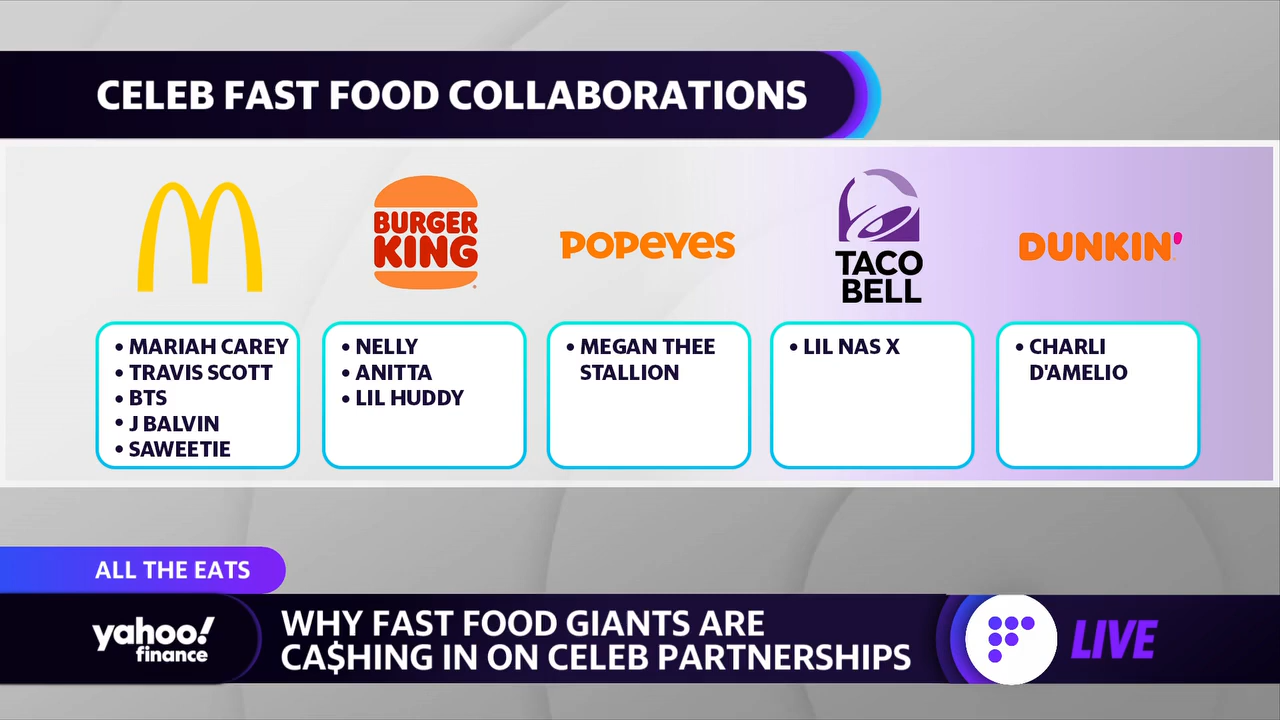 CELEB FAST FOOD COLLABORATIONS
BURGER
KING
POPEYES
TACO
BELL
DUNKIN'
• MARIAH CAREY
• TRAVIS SCOTT
• BTS
• J BALVIN
• SAWEETIE
• NELLY
• ANITTA
• LIL HUDDY
• MEGAN THEE
STALLION
• LIL NAS X
• CHARLI
D'AMELIO
ALL THE EATS
yahoo!
finance
WHY FAST FOOD GIANTS ARE
CA$HING IN ON CELEB PARTNERSHIPS
LIVE